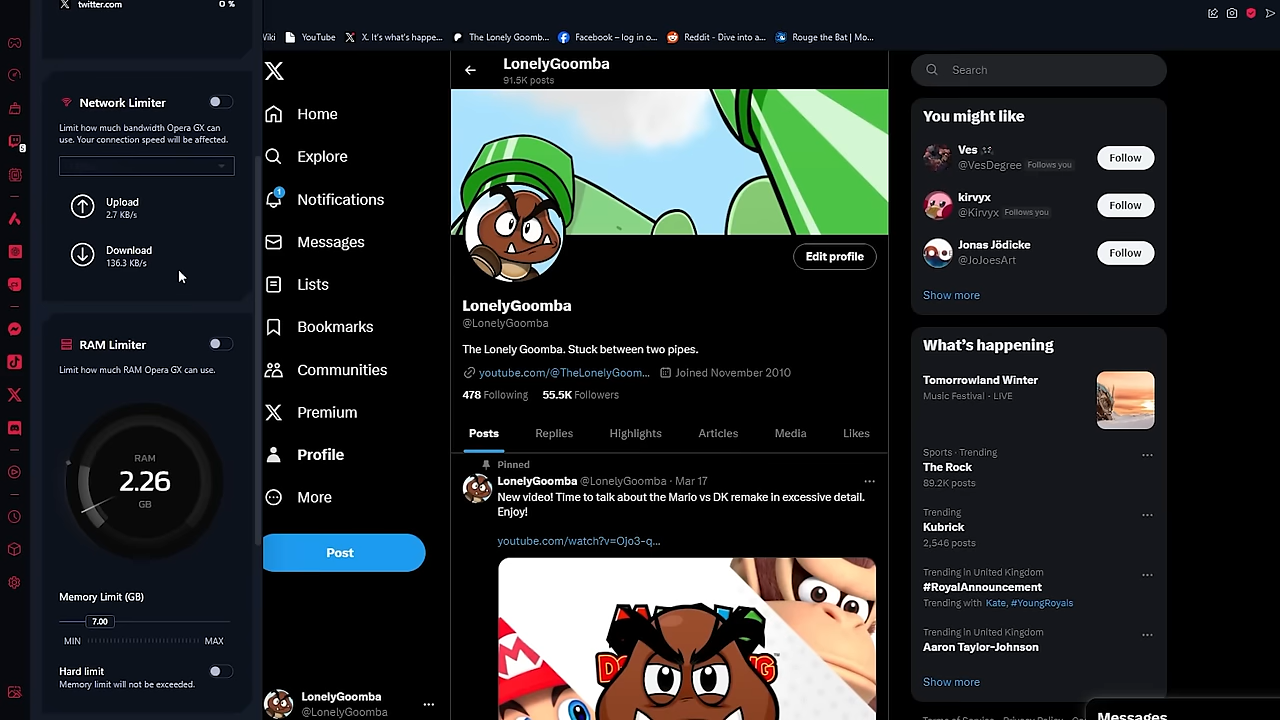 twitter.com
0 %
Network Limiter
Limit how much bandwidth Opera GX can
use. Your connection speed will be affected.
Upload
2.7 KB/s
Download
136.3 KB/s
RAM Limiter
Limit how much RAM Opera GX can use.
RAM
2.26
GB
Memory Limit (GB)
7.00
MIN
MAX
Hard limit
Memory limit will not be exceeded.
Wiki
YouTube
X. It's what's happe...
The Lonely Goomb...
Facebook – log in o...
Reddit - Dive into a...
Rouge the Bat | Mo...
Home
Explore
1
Notifications
Messages
Lists
Bookmarks
Communities
Premium
Profile
More
Post
LonelyGoomba
@LonelyGoomba
LonelyGoomba
91.5K posts
Edit profile
LonelyGoomba
@LonelyGoomba
The Lonely Goomba. Stuck between two pipes.
youtube.com/@TheLonelyGoom...
Joined November 2010
478 Following
55.5K Followers
Posts
Replies
Highlights
Articles
Media
Likes
Pinned
LonelyGoomba @LonelyGoomba · Mar 17
New video! Time to talk about the Mario vs DK remake in excessive detail.
Enjoy!
youtube.com/watch?v=Ojo3-q...
Search
You might like
Ves
@VesDegree Follows you
Follow
kirvyx
@Kirvyx Follows you
Follow
Jonas Jödicke
@JoJoesArt
Follow
Show more
What's happening
Tomorrowland Winter
Music Festival · LIVE
Sports · Trending
The Rock
89.2K posts
Trending
Kubrick
2,546 posts
Trending in United Kingdom
#RoyalAnnouncement
Trending with Kate, #YoungRoyals
Trending in United Kingdom
Aaron Taylor-Johnson
Show more
Messages